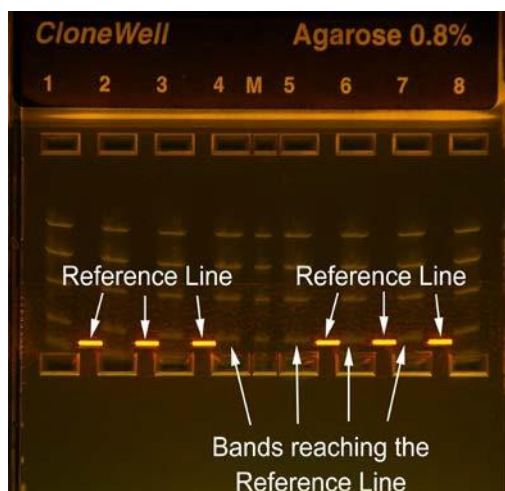 CloneWell Agarose 0.8%
1 2 3 4 M 5 6 7 8
Reference Line Reference Line
Bands reaching the
Reference Line